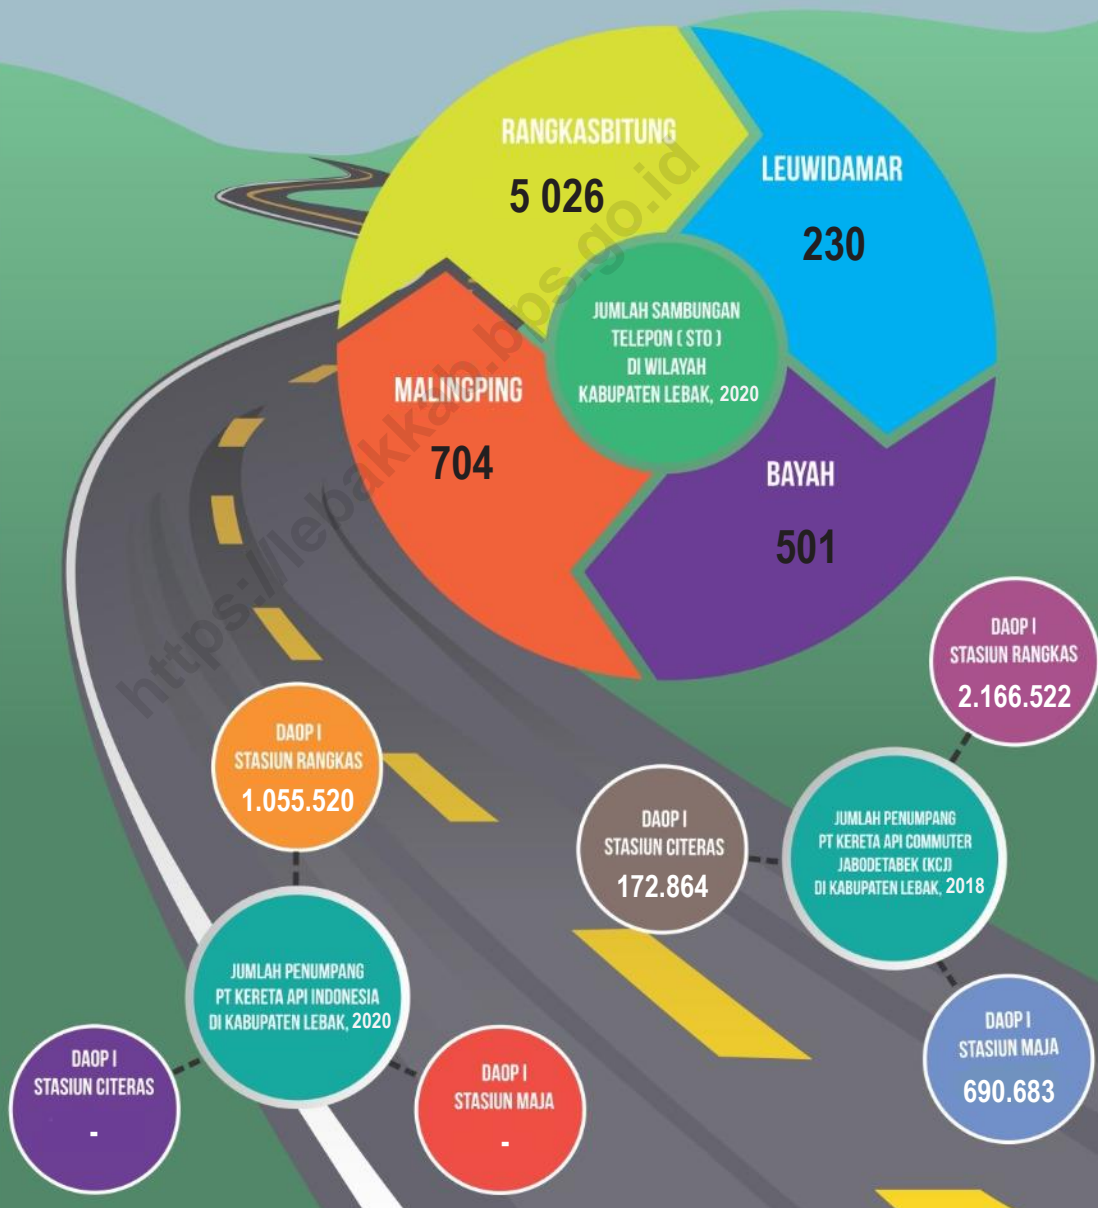 RANGKASBITUNG
5 026
LEUWIDAMAR
230
JUMLAH SAMBUNGAN
TELEPON ( STO )
DI WILAYAH
KABUPATEN LEBAK, 2020
MALINGPING
704
BAYAH
501
https://lebakkab.bps.go.id
DAOP I
STASIUN RANGKAS
2.166.522
DAOP I
STASIUN RANGKAS
1.055.520
DAOP I
STASIUN CITERAS
172.864
JUMLAH PENUMPANG
PT KERETA API COMMUTER
JABODETABEK (KCJ)
DI KABUPATEN LEBAK, 2018
JUMLAH PENUMPANG
PT KERETA API INDONESIA
DI KABUPATEN LEBAK, 2020
DAOP I
STASIUN MAJA
690.683
DAOP I
STASIUN CITERAS
-
DAOP I
STASIUN MAJA
-